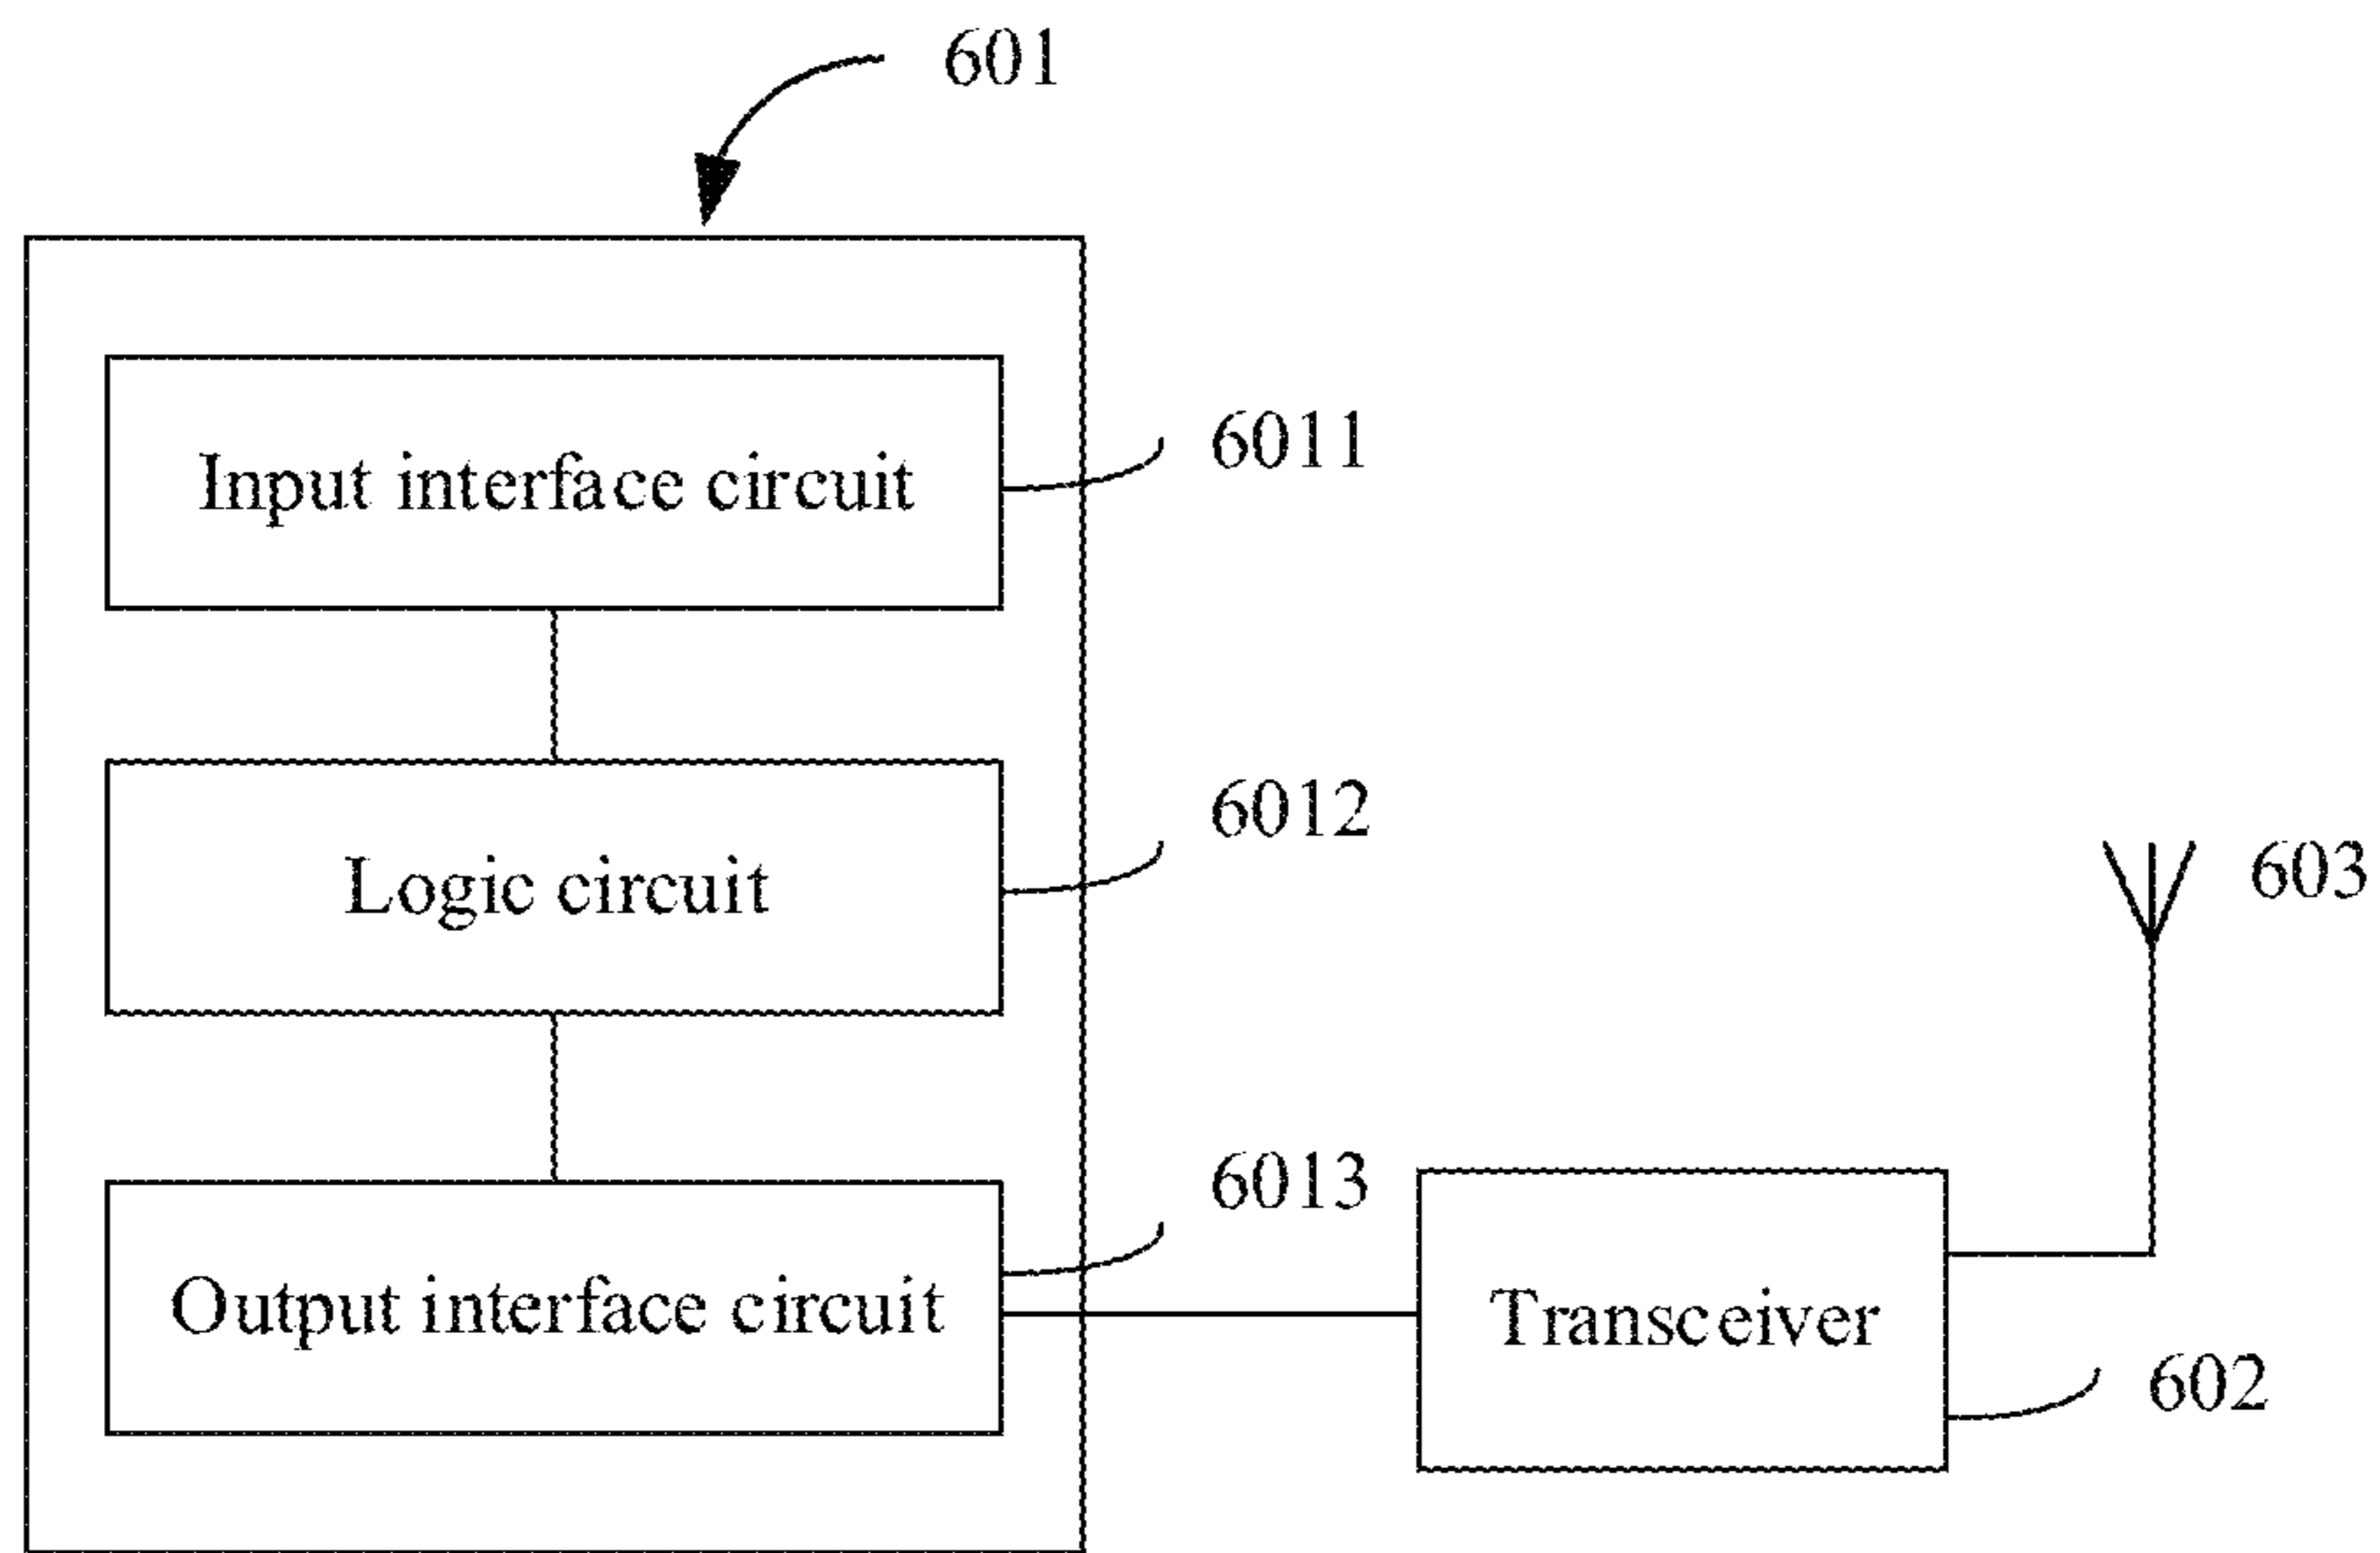 601
Input interface circuit
6011
Logic circuit
6012
603
Output interface circuit
6013
Transceiver
602